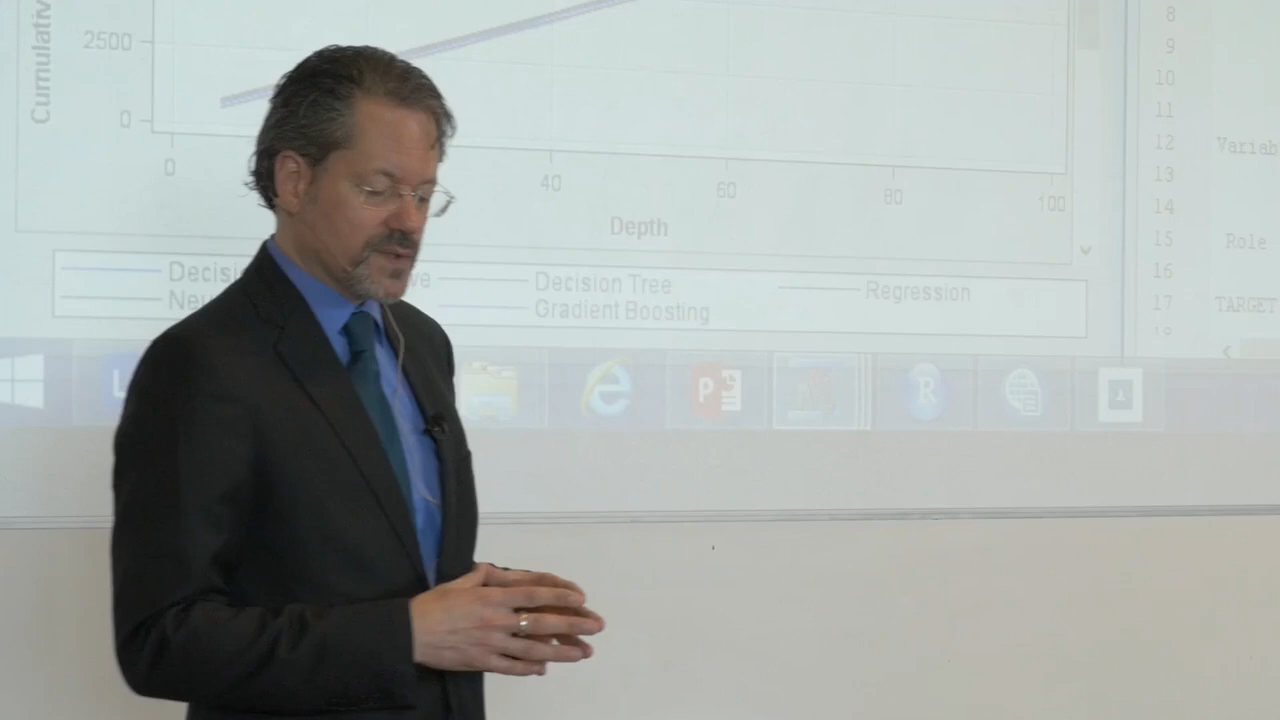 Cumulativ
2500
0
0
40
60
80
100
Depth
Decisi
ve
Decision Tree
Regression
Neu
Gradient Boosting
8
9
10
11
12
Variab
13
14
15
Role
16
17
TARGET
L
P
R